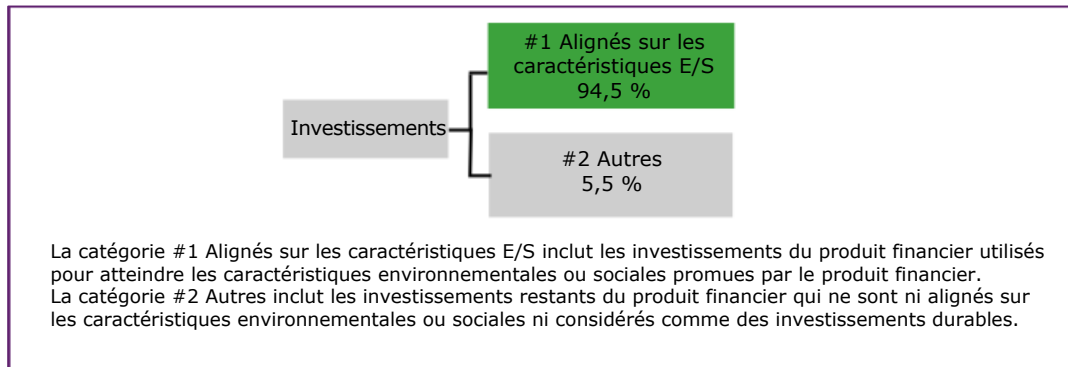 #1 Alignés sur les
caractéristiques E/S
94,5 %
Investissements
#2 Autres
5,5 %
La catégorie #1 Alignés sur les caractéristiques E/S inclut les investissements du produit financier utilisés
pour atteindre les caractéristiques environnementales ou sociales promues par le produit financier.
La catégorie #2 Autres inclut les investissements restants du produit financier qui ne sont ni alignés sur
les caractéristiques environnementales ou sociales ni considérés comme des investissements durables.